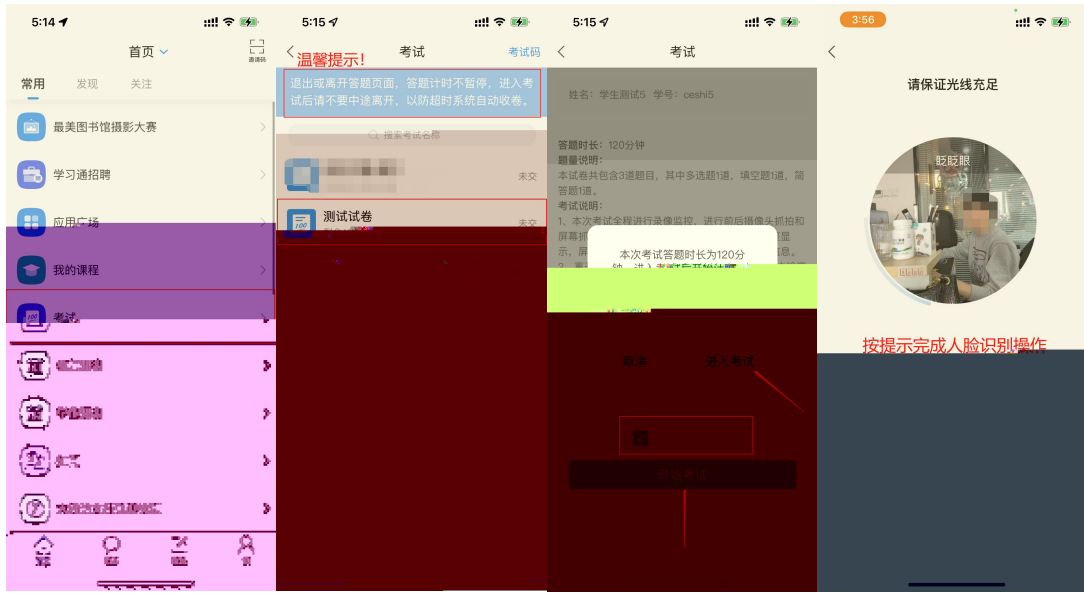 5:14
首页
邀请码
常用 发现 关注
最美图书馆摄影大赛
学习通招聘
应用广场
我的课程
考试
5:15
考试
考试码
温馨提示!
退出或离开答题页面，答题计时不暂停，进入考
试后请不要中途离开，以防超时系统自动收卷。
搜索考试名称
未交
测试试卷
未交
5:15
考试
姓名：学生测试5 学号：ceshi5
答题时长：120分钟
题量说明：
本试卷共包含3道题目，其中多选题1道，填空题1道，简
答题1道。
考试说明：
1、本次考试全程进行录像监控、进行前后摄像头抓拍和
屏幕抓
示，屏
本次考试答题时长为120分
取消 进入考试
开始考试
3:56
请保证光线充足
眨眨眼
按提示完成人脸识别操作